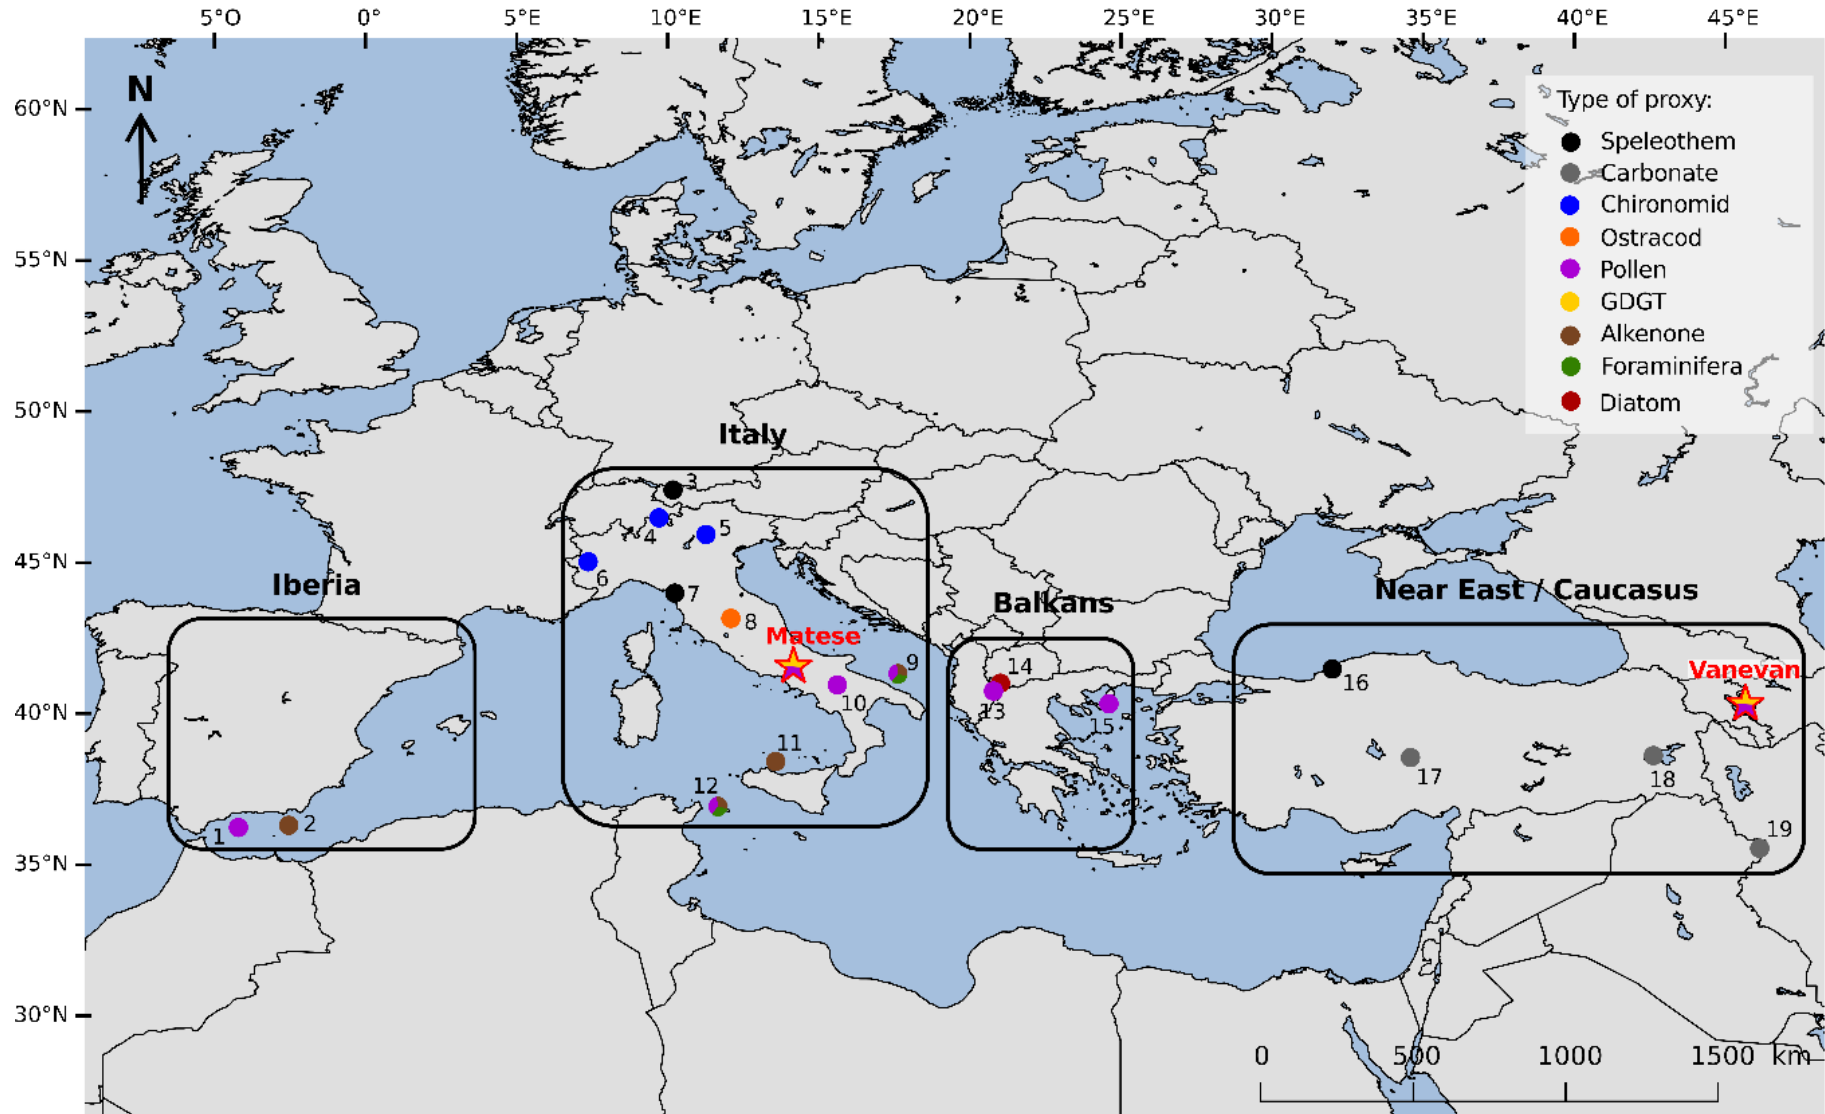 5°O 0° 5°E 10°E 15°E 20°E 25°E 30°E 35°E 40°E 45°E
N
60°N
55°N
50°N
45°N
40°N
35°N
30°N
Type of proxy:
Speleothem
Carbonate
Chironomid
Ostracod
Pollen
GDGT
Alkenone
Foraminifera
Diatom
Iberia
1
2
Italy
3
4
5
6
7
8
Matese
9
10
11
12
Balkans
14
13
15
Near East / Caucasus
16
Vanevan
17
18
19
0 500 1000 1500 km